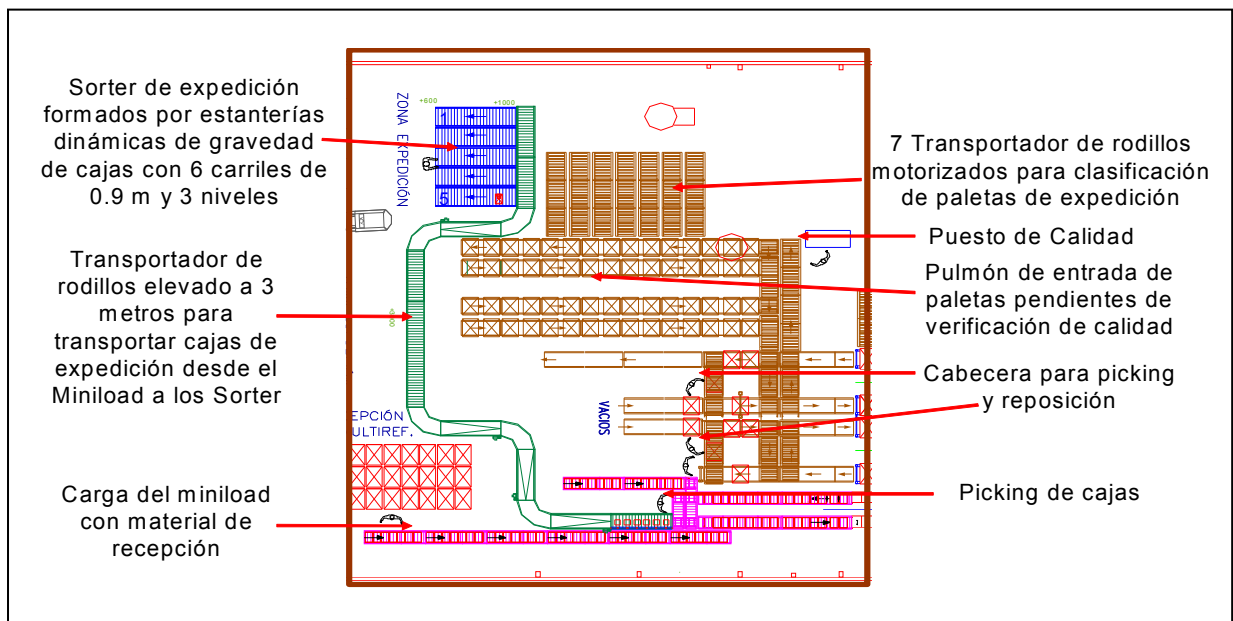 Sorter de expedición
formados por estanterías
dinámicas de gravedad
de cajas con 6 carriles de
0.9 m y 3 niveles
Transportador de
rodillos elevado a 3
metros para
transportar cajas de
expedición desde el
Miniload a los Sorter
Carga del miniload
con material de
recepción
ZONA EXPEDICIÓN
+600
+1000
1
5
EPCIÓN
ULTIREF.
VACIOS
7 Transportador de rodillos
motorizados para clasificación
de paletas de expedición
Puesto de Calidad
Pulmón de entrada de
paletas pendientes de
verificación de calidad
Cabecera para picking
y reposición
Picking de cajas